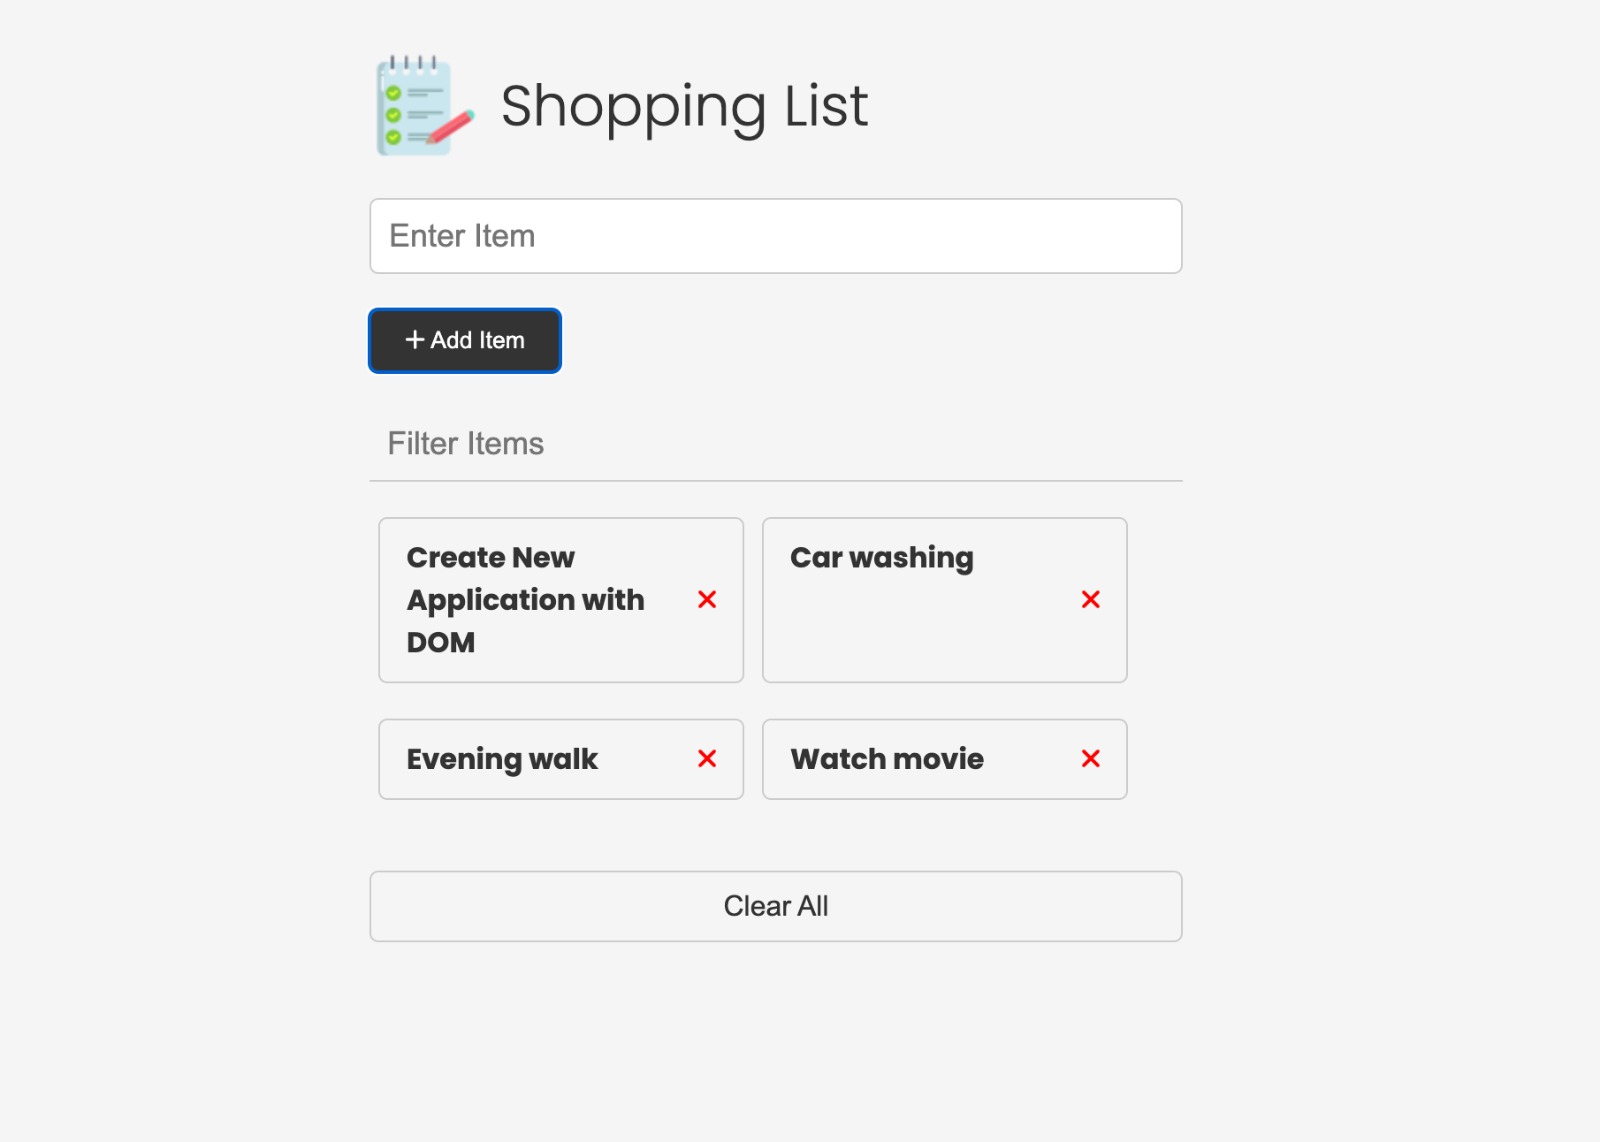 Shopping List
Enter Item
+ Add Item
Filter Items
Create New
Application with
DOM
Car washing
Evening walk
Watch movie
Clear All